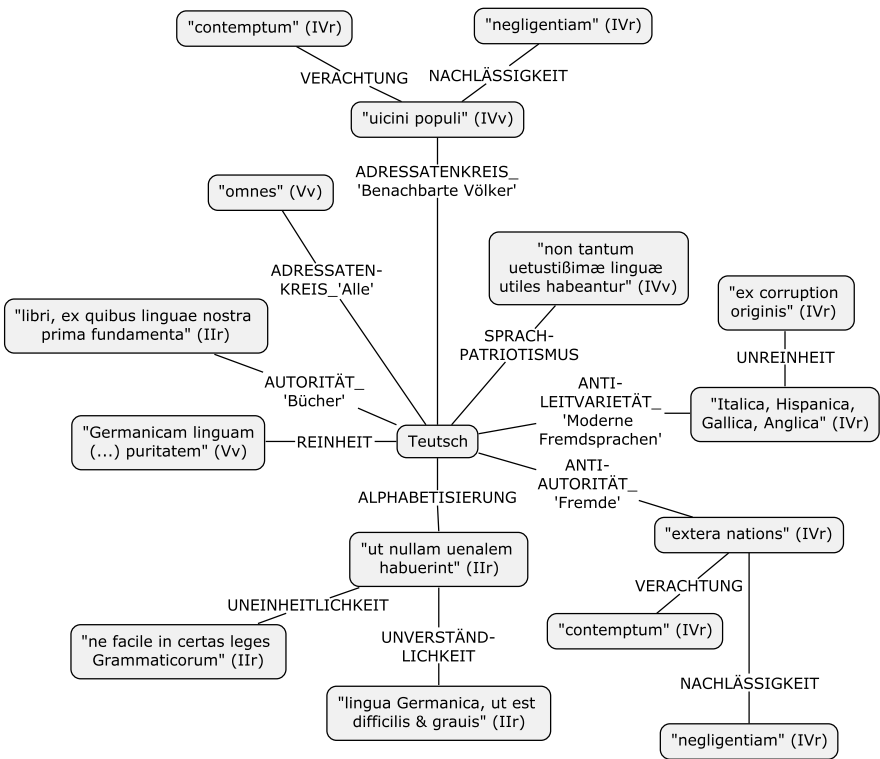 "contemptum" (IVr)
"negligentiam" (IVr)
VERACHTUNG
NACHLÄSSIGKEIT
"uicini populi" (IVv)
ADRESSATENKREIS_
'Benachbarte Völker'
"omnes" (Vv)
"non tantum
uetustißimæ linguæ
utiles habeantur" (IVv)
ADRESSATEN-
KREIS_'Alle'
"ex corruption
originis" (IVr)
"libri, ex quibus linguae nostra
prima fundamenta" (IIr)
SPRACH-
PATRIOTISMUS
UNREINHEIT
AUTORITÄT_
'Bücher'
ANTI-
LEITVARIETÄT_
'Moderne
Fremdsprachen'
"Italica, Hispanica,
Gallica, Anglica" (IVr)
"Germanicam linguam
(...) puritatem" (Vv)
REINHEIT
Teutsch
ANTI-
AUTORITÄT_
'Fremde'
ALPHABETISIERUNG
"extera nations" (IVr)
"ut nullam uenalem
habuerint" (IIr)
VERACHTUNG
UNEINHEITLICHKEIT
"contemptum" (IVr)
"ne facile in certas leges
Grammaticorum" (IIr)
UNVERSTÄND-
LICHKEIT
NACHLÄSSIGKEIT
"lingua Germanica, ut est
difficilis & grauis" (IIr)
"negligentiam" (IVr)